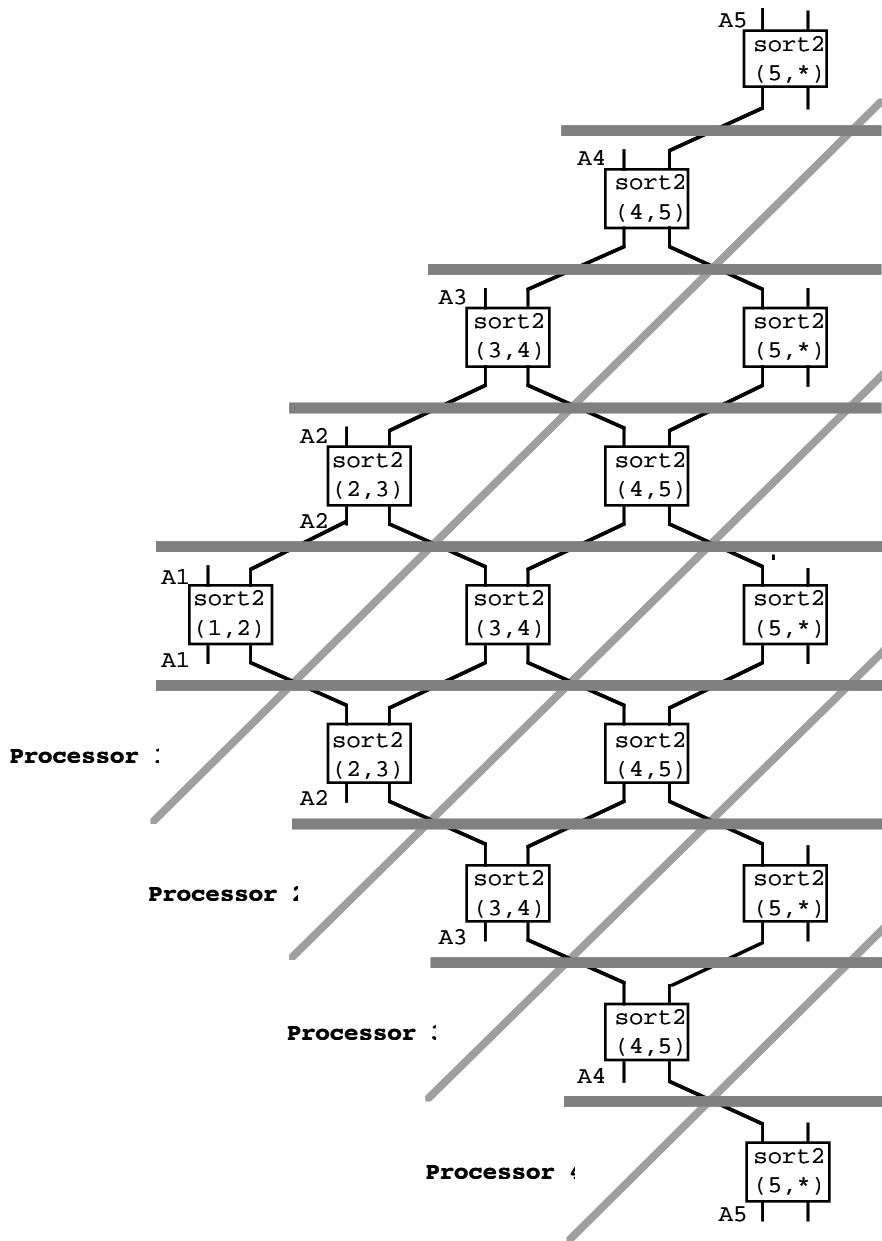 A5
sort2
(5,*)
A4
sort2
(4,5)
A3
sort2
(3,4)
sort2
(5,*)
A2
sort2
(2,3)
A2
sort2
(4,5)
A1
sort2
(1,2)
A1
sort2
(3,4)
sort2
(5,*)
Processor
sort2
(2,3)
A2
sort2
(4,5)
Processor
sort2
(3,4)
A3
sort2
(5,*)
Processor
sort2
(4,5)
A4
Processor
sort2
(5,*)
A5